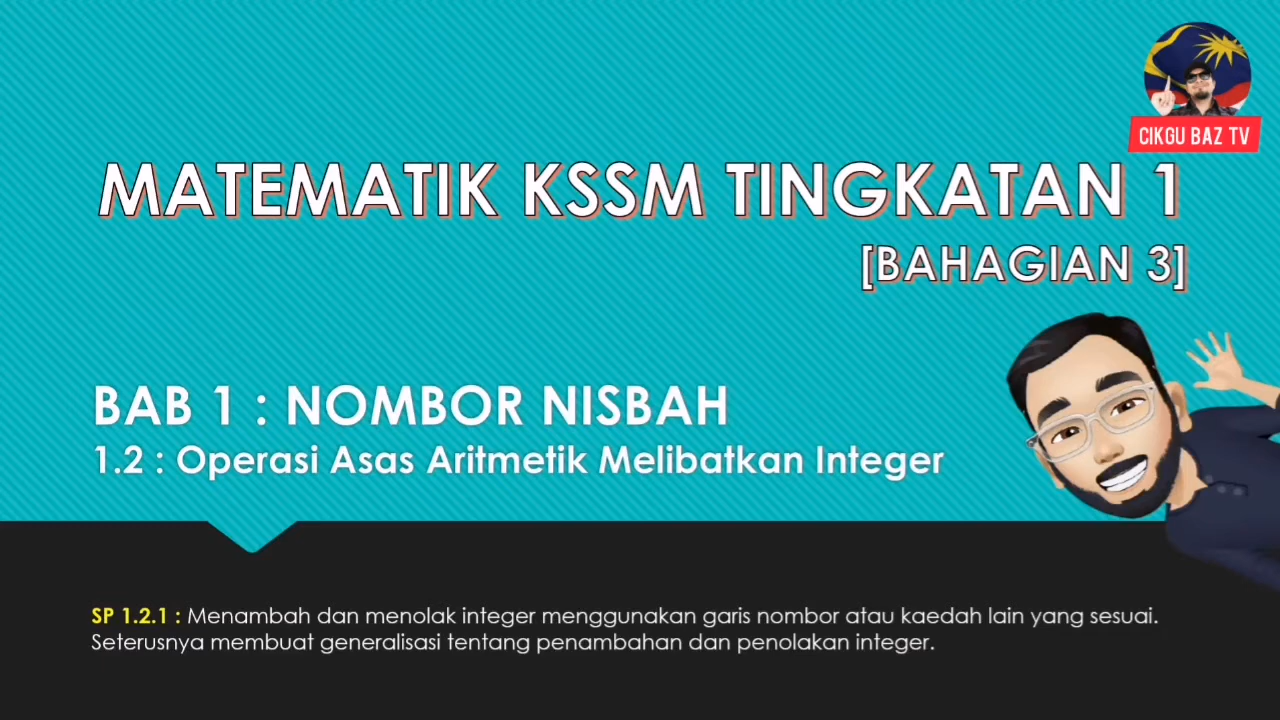 CIKGU BAZ TV
MATEMATIK KSSM TINGKATAN 1
[BAHAGIAN 3]
BAB 1 : NOMBOR NISBAH
1.2 : Operasi Asas Aritmetik Melibatkan Integer
SP 1.2.1 : Menambah dan menolak integer menggunakan garis nombor atau kaedah lain yang sesuai.
Seterusnya membuat generalisasi tentang penambahan dan penolakan integer.